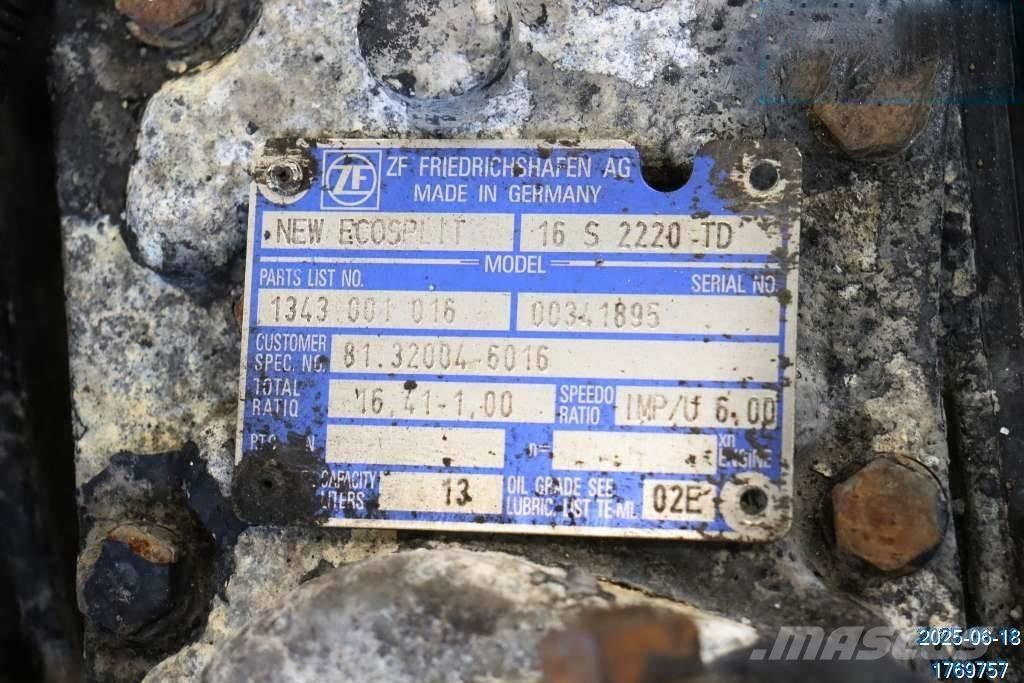 ZF
ZF FRIEDRICHSHAFEN AG
MADE IN GERMANY
NEW ECOSPLIT 16 S 2220 TD
MODEL
PARTS LIST NO. SERIAL NO.
1343 001 016 00341895
CUSTOMER
SPEC. NO. 81.32004-6016
TOTAL
RATIO 16,41-1,00
SPEEDO
RATIO IMP/U 6.00
n= Xn
ENGINE
CAPACITY
LITERS 13
OIL GRADE SEE
LUBRIC. LIST TE-ML 02E
MASCUS
2025-06-18
1769757